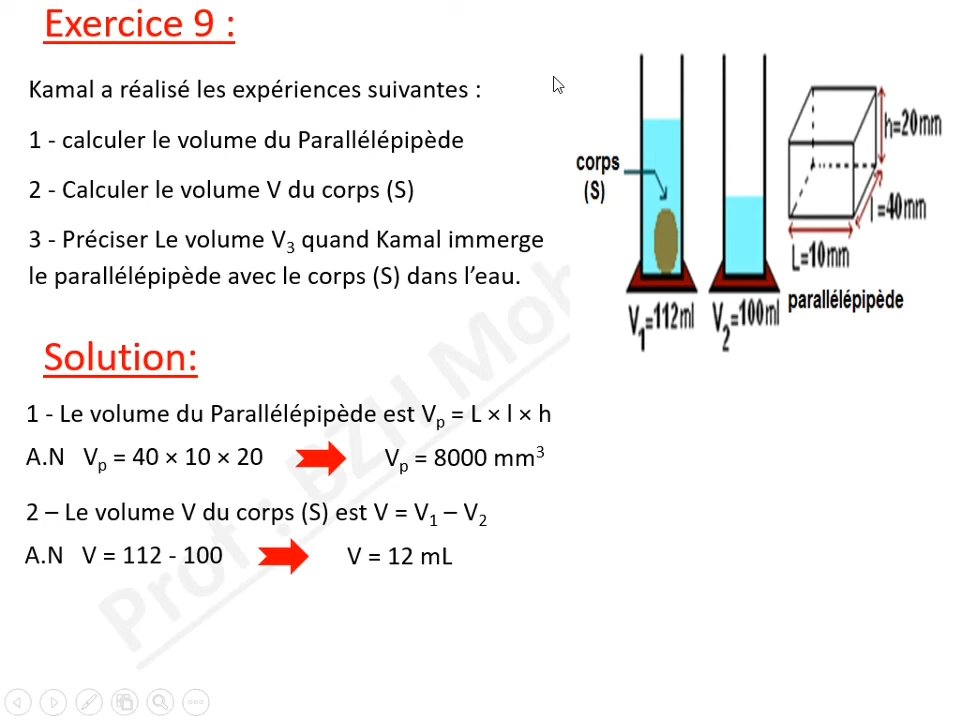 Exercice 9 :
Kamal a réalisé les expériences suivantes :
1 - calculer le volume du Parallélépipède
2 - Calculer le volume V du corps (S)
3 - Préciser Le volume V₃ quand Kamal immerge
le parallélépipède avec le corps (S) dans l'eau.
corps
(S)
V₁=112ml
V₂=100ml
h=20mm
l=40mm
L=10mm
parallélépipède
Solution:
1 - Le volume du Parallélépipède est Vₚ = L × l × h
A.N Vₚ = 40 × 10 × 20 Vₚ = 8000 mm³
2 – Le volume V du corps (S) est V = V₁ – V₂
A.N V = 112 - 100 V = 12 mL
Prof : BZH Moh